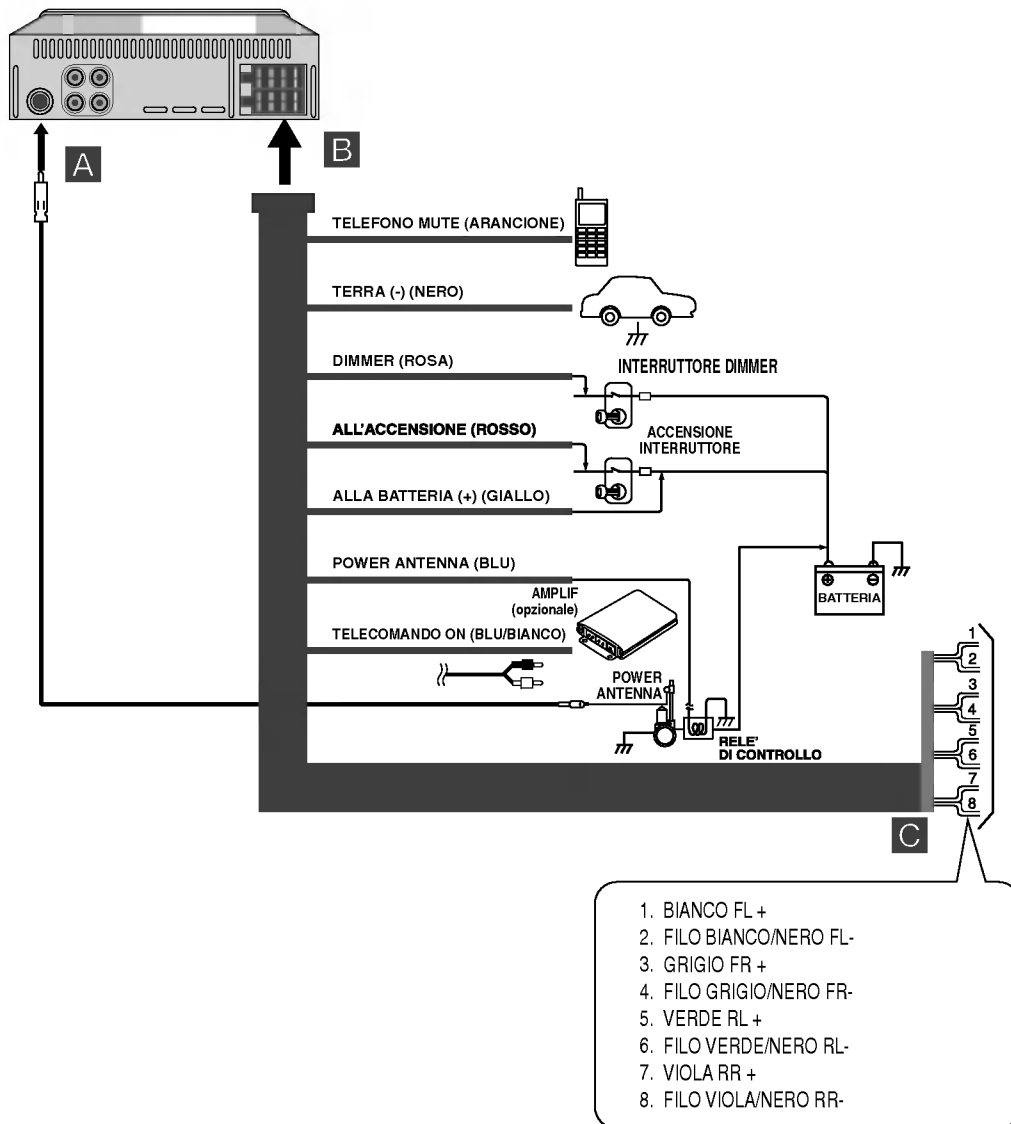 A
B
TELEFONO MUTE (ARANCIONE)
TERRA (-) (NERO)
DIMMER (ROSA)
INTERRUTTORE DIMMER
ALL'ACCENSIONE (ROSSO)
ACCENSIONE
INTERRUTTORE
ALLA BATTERIA (+) (GIALLO)
POWER ANTENNA (BLU)
BATTERIA
AMPLIF
(opzionale)
TELECOMANDO ON (BLU/BIANCO)
POWER
ANTENNA
RELE'
DI CONTROLLO
1
2
3
4
5
6
7
8
C
1. BIANCO FL +
2. FILO BIANCO/NERO FL-
3. GRIGIO FR +
4. FILO GRIGIO/NERO FR-
5. VERDE RL +
6. FILO VERDE/NERO RL-
7. VIOLA RR +
8. FILO VIOLA/NERO RR-